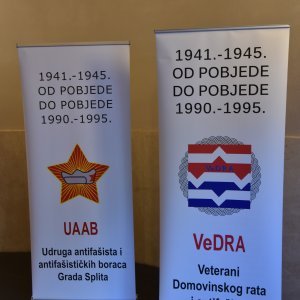 1941.-1945.
OD POBJEDE
DO POBJEDE
1990.-1995.
UAAB
Udruga antifašista i
antifašističkih boraca
Grada Splita
1941.-1945.
OD POBJEDE
DO POBJEDE
1990.-1995.
VeDRA
VeDRA
Veterani
Domovinskog rata